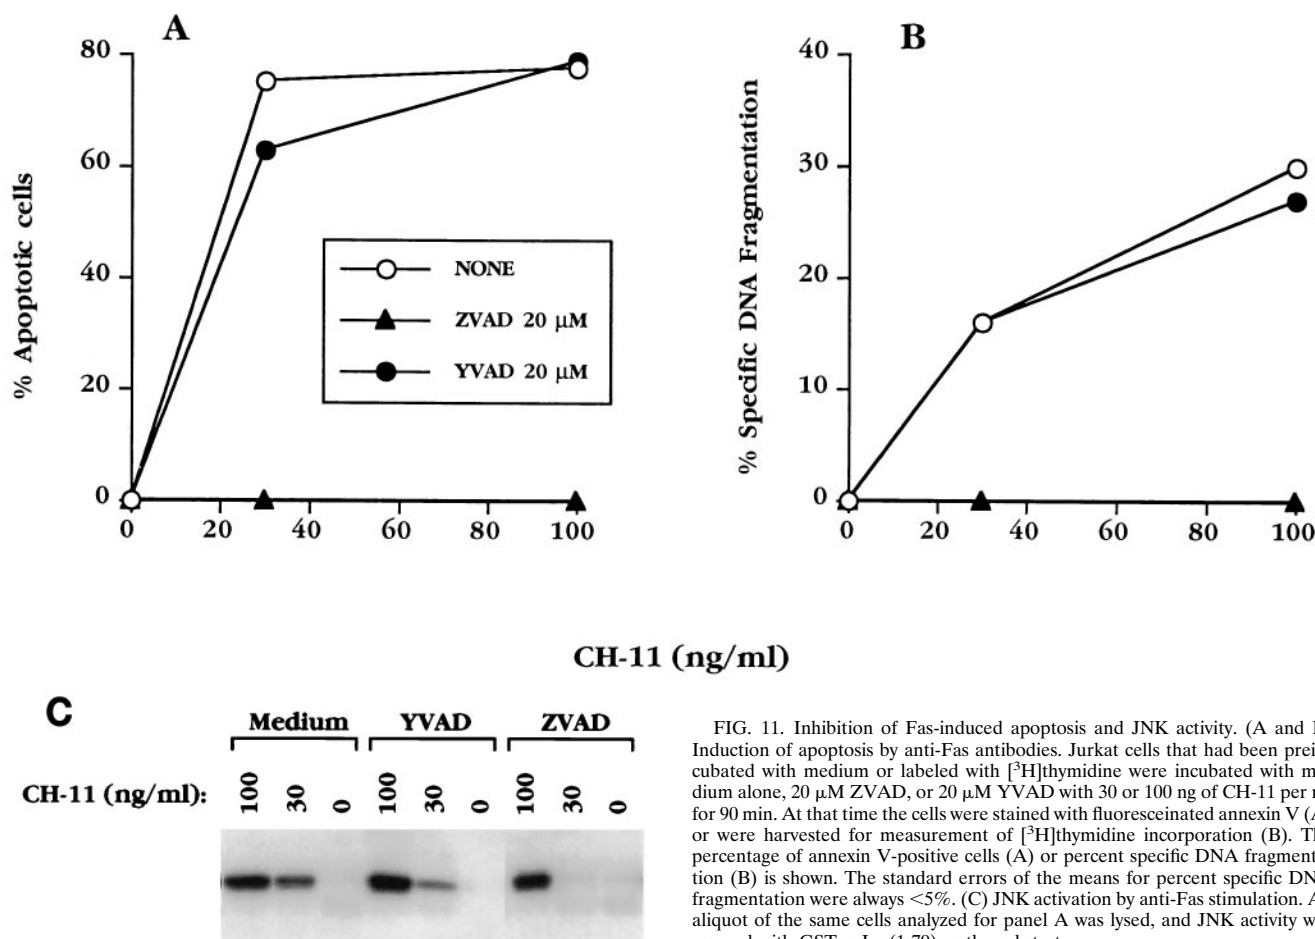 A
B
80
60
40
20
0
% Apoptotic cells
NONE
ZVAD 20 µM
YVAD 20 µM
0 20 40 60 80 100
40
30
20
10
0
% Specific DNA Fragmentation
0 20 40 60 80 100
CH-11 (ng/ml)
C
Medium YVAD ZVAD
CH-11 (ng/ml): 100 30 0 100 30 0 100 30 0
FIG. 11. Inhibition of Fas-induced apoptosis and JNK activity. (A and
Induction of apoptosis by anti-Fas antibodies. Jurkat cells that had been prei
cubated with medium or labeled with [³H]thymidine were incubated with m
dium alone, 20 µM ZVAD, or 20 µM YVAD with 30 or 100 ng of CH-11 per
for 90 min. At that time the cells were stained with fluoresceinated annexin V (A
or were harvested for measurement of [³H]thymidine incorporation (B). Th
percentage of annexin V-positive cells (A) or percent specific DNA fragment
tion (B) is shown. The standard errors of the means for percent specific DN
fragmentation were always <5%. (C) JNK activation by anti-Fas stimulation. A
aliquot of the same cells analyzed for panel A was lysed, and JNK activity w